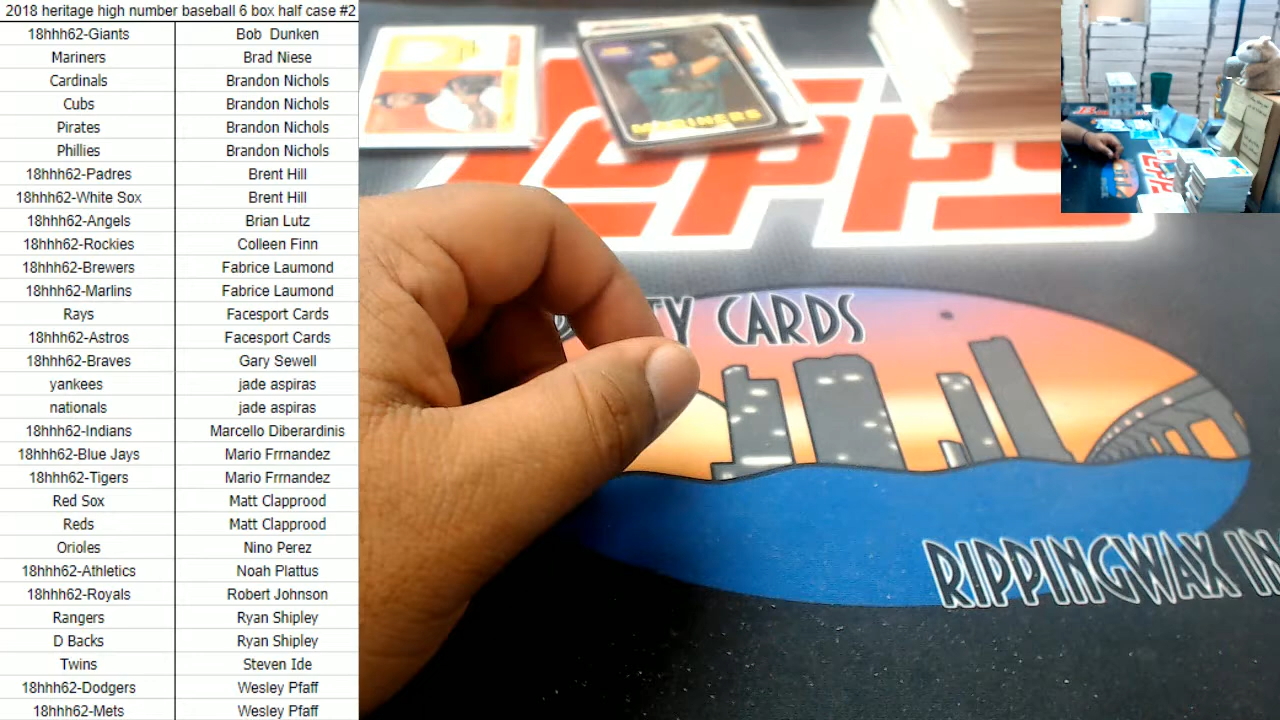 2018 heritage high number baseball 6 box half case #2
18hhh62-Giants Bob Dunken
Mariners Brad Niese
Cardinals Brandon Nichols
Cubs Brandon Nichols
Pirates Brandon Nichols
Phillies Brandon Nichols
18hhh62-Padres Brent Hill
18hhh62-White Sox Brent Hill
18hhh62-Angels Brian Lutz
18hhh62-Rockies Colleen Finn
18hhh62-Brewers Fabrice Laumond
18hhh62-Marlins Fabrice Laumond
Rays Facesport Cards
18hhh62-Astros Facesport Cards
18hhh62-Braves Gary Sewell
yankees jade aspiras
nationals jade aspiras
18hhh62-Indians Marcello Diberardinis
18hhh62-Blue Jays Mario Frrnandez
18hhh62-Tigers Mario Frrnandez
Red Sox Matt Clapprood
Reds Matt Clapprood
Orioles Nino Perez
18hhh62-Athletics Noah Plattus
18hhh62-Royals Robert Johnson
Rangers Ryan Shipley
D Backs Ryan Shipley
Twins Steven Ide
18hhh62-Dodgers Wesley Pfaff
18hhh62-Mets Wesley Pfaff
MARINERS
TOPPS
TY CARDS
RIPPINGWAX IN